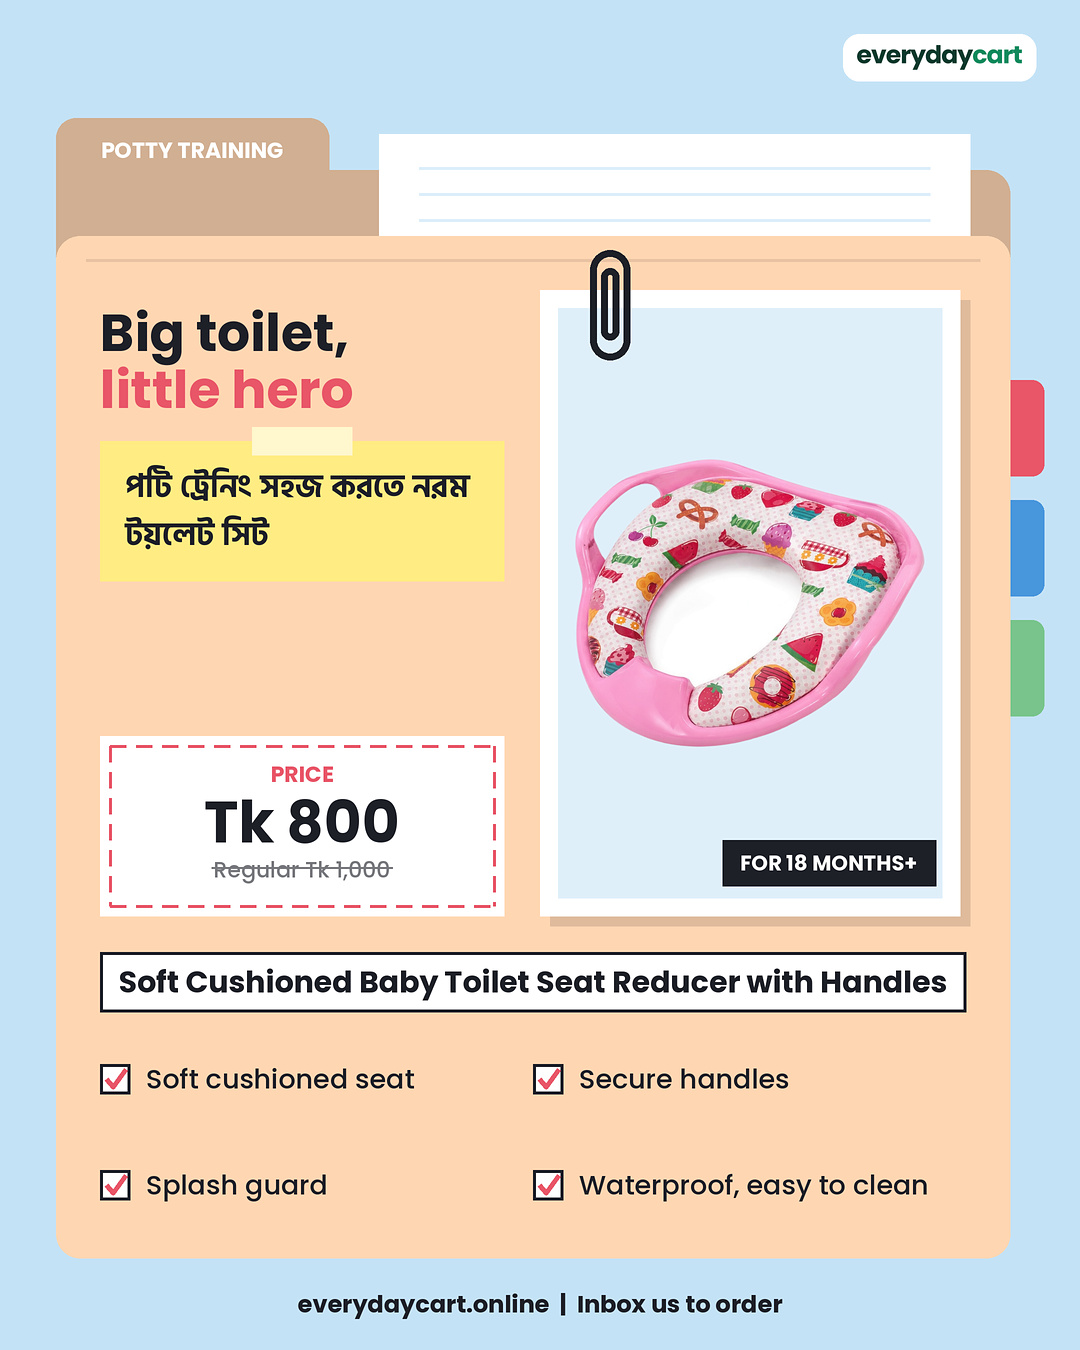 everydaycart
POTTY TRAINING
Big toilet,
little hero
পটি ট্রেনিং সহজ করতে নরম
টয়লেট সিট
PRICE
Tk 800
Regular Tk 1,000
FOR 18 MONTHS+
Soft Cushioned Baby Toilet Seat Reducer with Handles
Soft cushioned seat
Secure handles
Splash guard
Waterproof, easy to clean
everydaycart.online | Inbox us to order